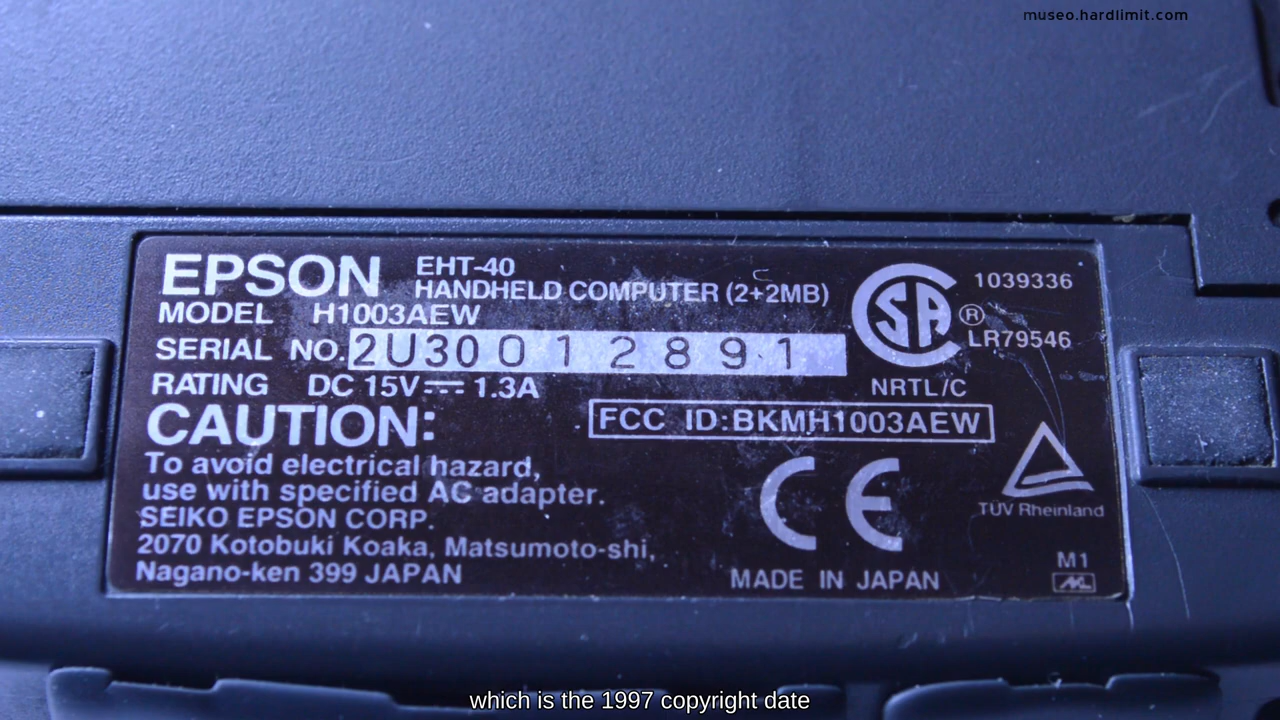 museo.hardlimit.com
EPSON EHT-40
HANDHELD COMPUTER (2+2MB)
MODEL H1003AEW
SERIAL NO. 2U30012891
RATING DC 15V 1.3A
CAUTION:
To avoid electrical hazard,
use with specified AC adapter.
SEIKO EPSON CORP.
2070 Kotobuki Koaka, Matsumoto-shi,
Nagano-ken 399 JAPAN
SA
®
1039336
LR79546
NRTL/C
FCC ID:BKMH1003AEW
CE
TÜV Rheinland
MADE IN JAPAN
M1
which is the 1997 copyright date